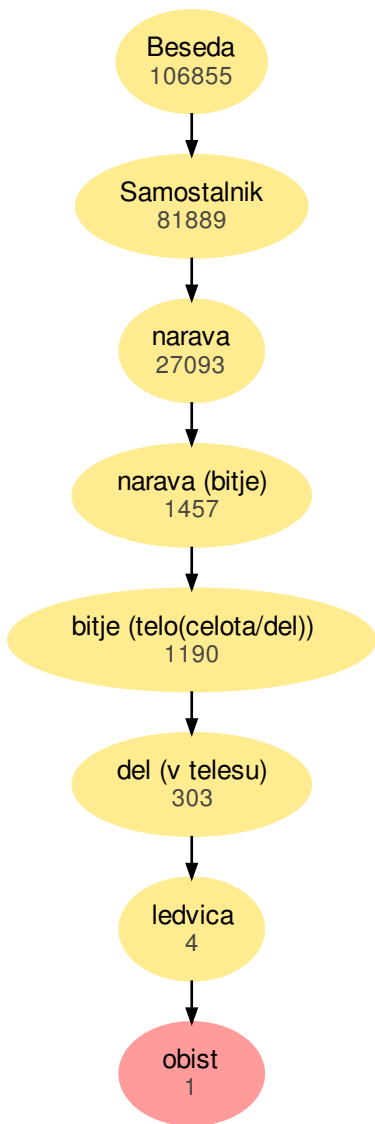 Beseda
106855
Samostalnik
81889
narava
27093
narava (bitje)
1457
bitje (telo(celota/del))
1190
del (v telesu)
303
ledvica
4
obist
1